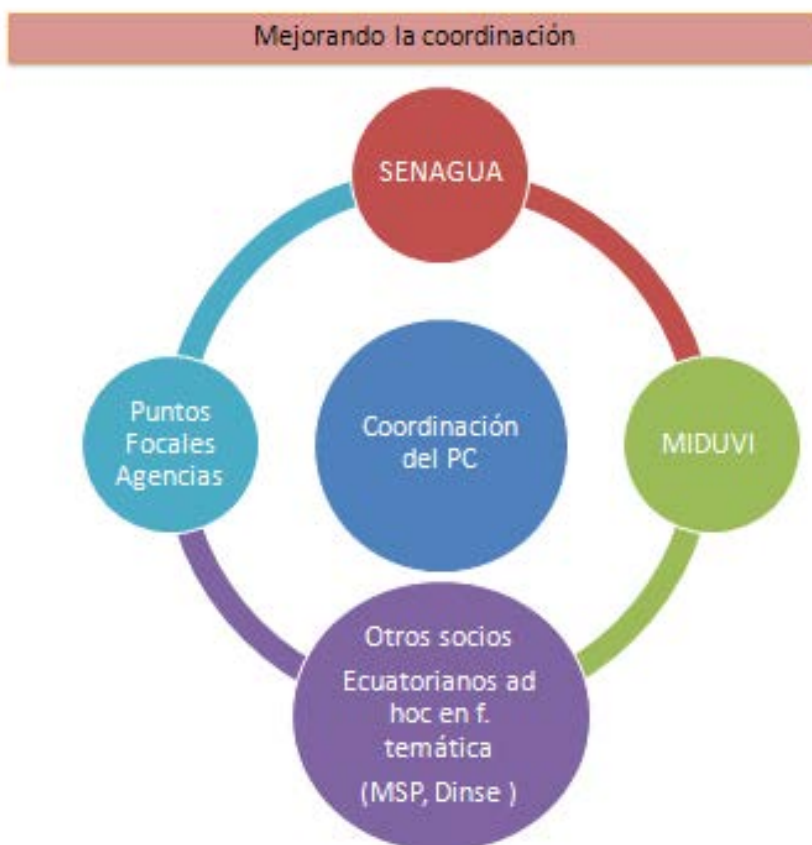 Mejorando la coordinación
SENAGUA
Puntos
Focales
Agencias
Coordinación
del PC
MIDUVI
Otros socios
Ecuatorianos ad
hoc en f.
temática
(MSP, Dinse )